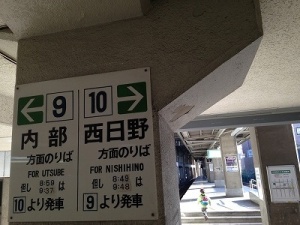 9
内部
方面のりば
FOR UTSUBE
但し 8:59 9:37 は
10 より発車
10
西日野
方面のりば
FOR NISHIHINO
但し 8:49 9:48 は
9 より発車